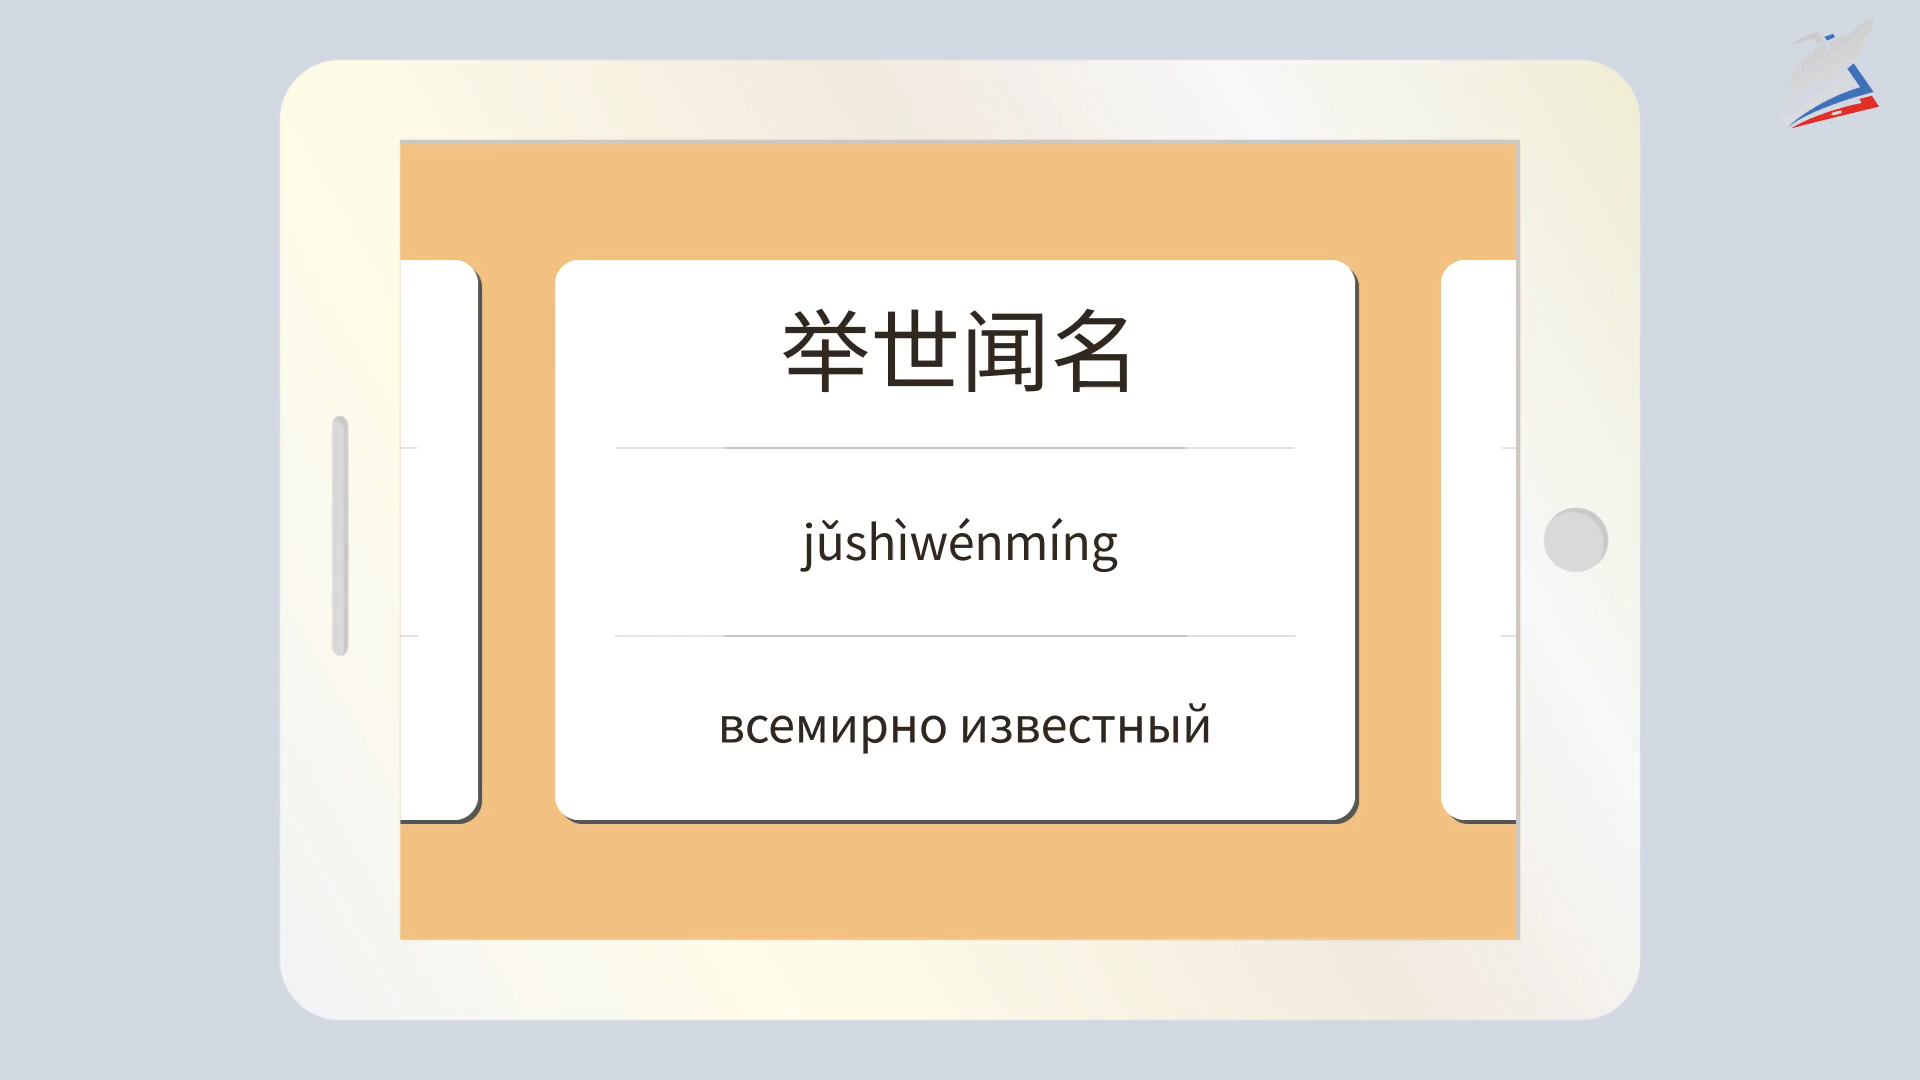 举世闻名
jǔshìwénmíng
всемирно известный